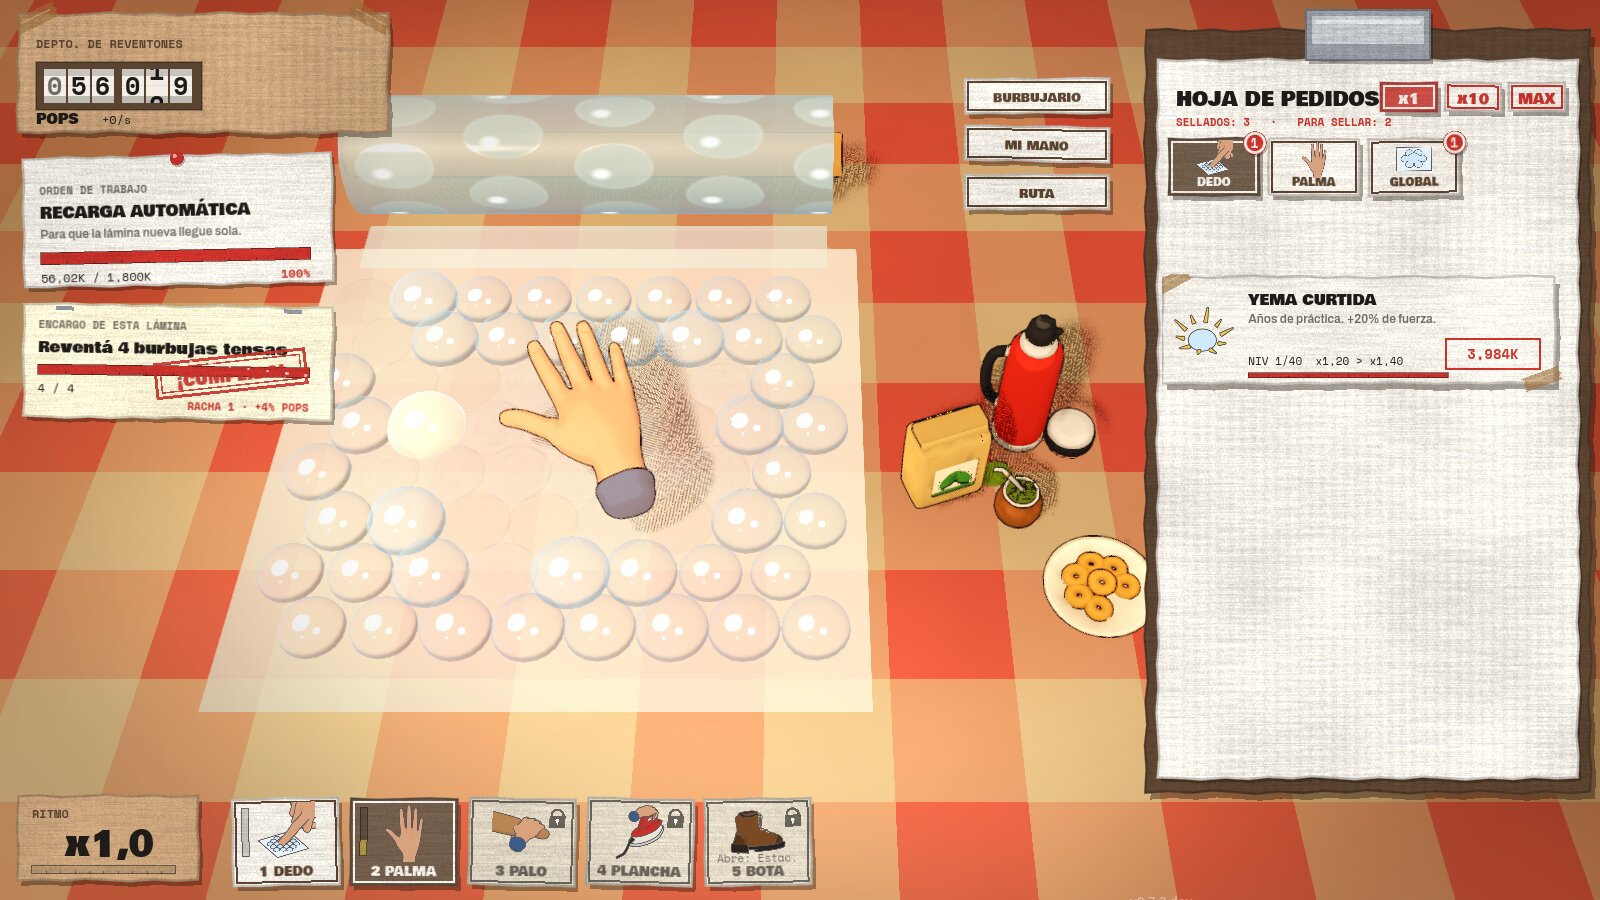 DEPTO. DE REVENTONES
POPS +0/s
ORDEN DE TRABAJO
RECARGA AUTOMÁTICA
Para que la lámina nueva llegue sola.
56,02K / 1,800K 100%
ENCARGO DE ESTA LÁMINA
Reventá 4 burbujas tensas
4 / 4
RACHA 1 · +4% POPS
BURBUJARIO
MI MANO
RUTA
HOJA DE PEDIDOS x1 x10 MAX
SELLADOS: 3 · PARA SELLAR: 2
1 1
DEDO PALMA GLOBAL
YEMA CURTIDA
Años de práctica. +20% de fuerza.
NIV 1/40 x1,20 > x1,40 3,984K
RITMO
x1,0
1 DEDO 2 PALMA 3 PALO 4 PLANCHA
Abre: Estac.
5 BOTA